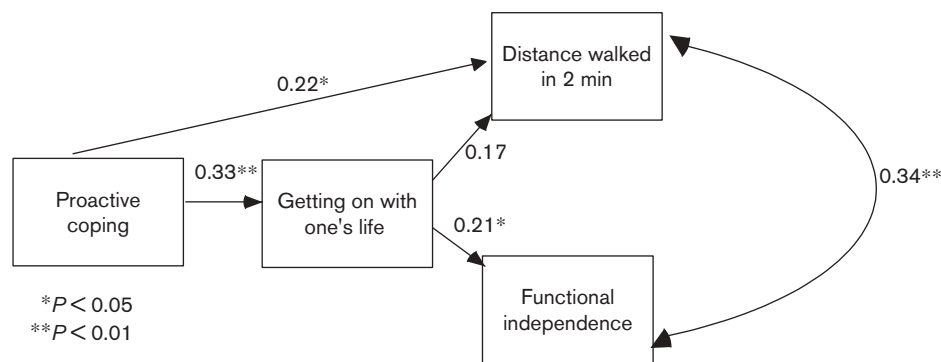 Distance walked
in 2 min
0.22*
0.17
0.33**
0.34**
Proactive
coping
Getting on with
one's life
0.21*
Functional
independence
*P < 0.05
**P < 0.01